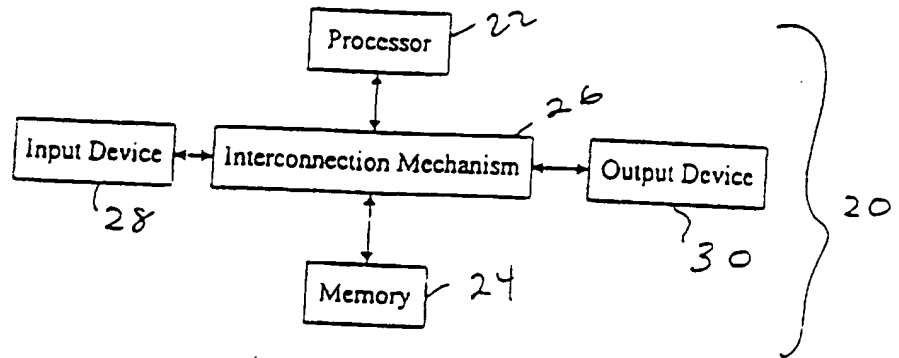 Processor
22
26
Input Device
Interconnection Mechanism
Output Device
28
30
20
Memory
24